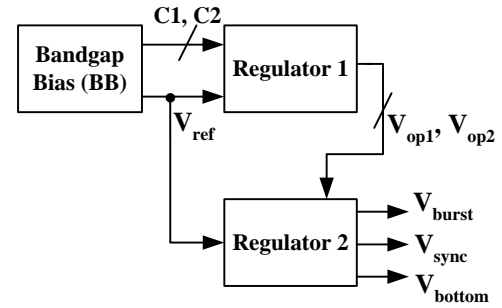 C1, C2
Bandgap
Bias (BB)
Regulator 1
Vref
Vop1, Vop2
Regulator 2
Vburst
Vsync
Vbottom